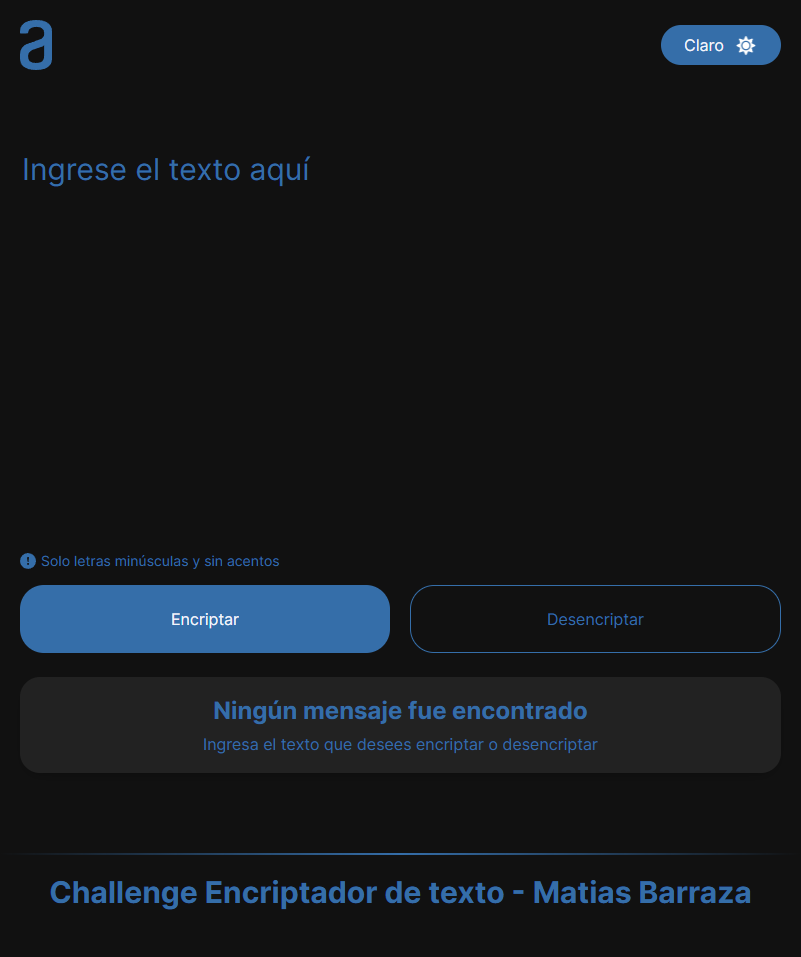 a
Claro
Ingrese el texto aquí
Solo letras minúsculas y sin acentos
Encriptar
Desencriptar
Ningún mensaje fue encontrado
Ingresa el texto que desees encriptar o desencriptar
Challenge Encriptador de texto - Matias Barraza